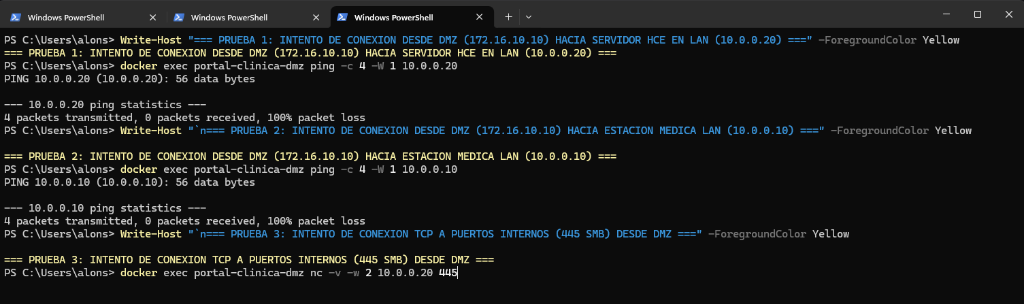 Windows PowerShell
Windows PowerShell
Windows PowerShell
PS C:\Users\alons> Write-Host "=== PRUEBA 1: INTENTO DE CONEXION DESDE DMZ (172.16.10.10) HACIA SERVIDOR HCE EN LAN (10.0.0.20) ===" -ForegroundColor Yellow
=== PRUEBA 1: INTENTO DE CONEXION DESDE DMZ (172.16.10.10) HACIA SERVIDOR HCE EN LAN (10.0.0.20) ===
PS C:\Users\alons> docker exec portal-clinica-dmz ping -c 4 -W 1 10.0.0.20
PING 10.0.0.20 (10.0.0.20): 56 data bytes
--- 10.0.0.20 ping statistics ---
4 packets transmitted, 0 packets received, 100% packet loss
PS C:\Users\alons> Write-Host "`n=== PRUEBA 2: INTENTO DE CONEXION DESDE DMZ (172.16.10.10) HACIA ESTACION MEDICA LAN (10.0.0.10) ===" -ForegroundColor Yellow
=== PRUEBA 2: INTENTO DE CONEXION DESDE DMZ (172.16.10.10) HACIA ESTACION MEDICA LAN (10.0.0.10) ===
PS C:\Users\alons> docker exec portal-clinica-dmz ping -c 4 -W 1 10.0.0.10
PING 10.0.0.10 (10.0.0.10): 56 data bytes
--- 10.0.0.10 ping statistics ---
4 packets transmitted, 0 packets received, 100% packet loss
PS C:\Users\alons> Write-Host "`n=== PRUEBA 3: INTENTO DE CONEXION TCP A PUERTOS INTERNOS (445 SMB) DESDE DMZ ===" -ForegroundColor Yellow
=== PRUEBA 3: INTENTO DE CONEXION TCP A PUERTOS INTERNOS (445 SMB) DESDE DMZ ===
PS C:\Users\alons> docker exec portal-clinica-dmz nc -v -w 2 10.0.0.20 445